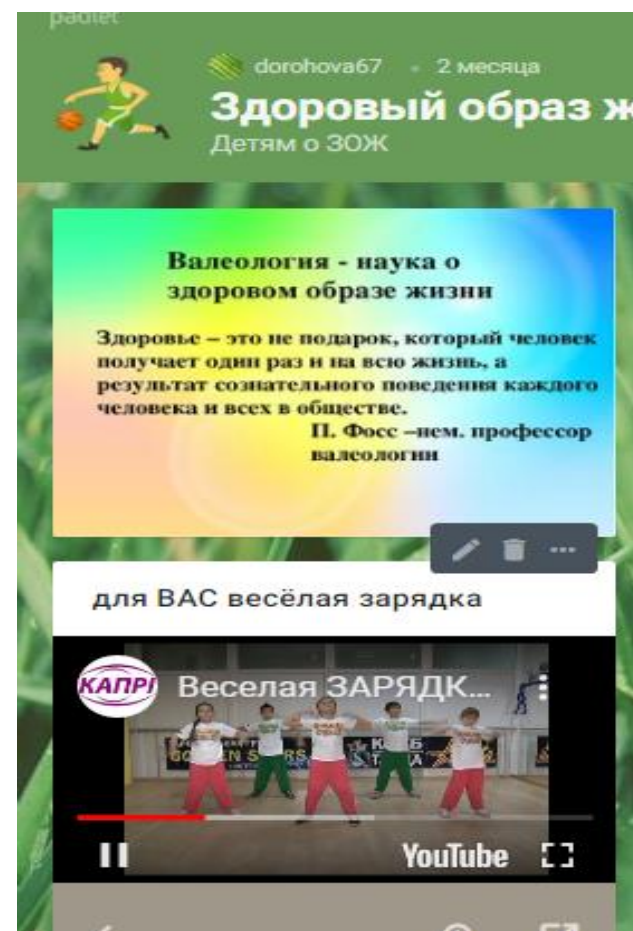 padlet
dorohova67 · 2 месяца
Здоровый образ ж
Детям о ЗОЖ
Валеология - наука о
здоровом образе жизни
Здоровье – это не подарок, который человек
получает один раз и на всю жизнь, а
результат сознательного поведения каждого
человека и всех в обществе.
П. Фосс –нем. профессор
валеологии
для ВАС весёлая зарядка
КАПРІ
Веселая ЗАРЯДК...
YouTube